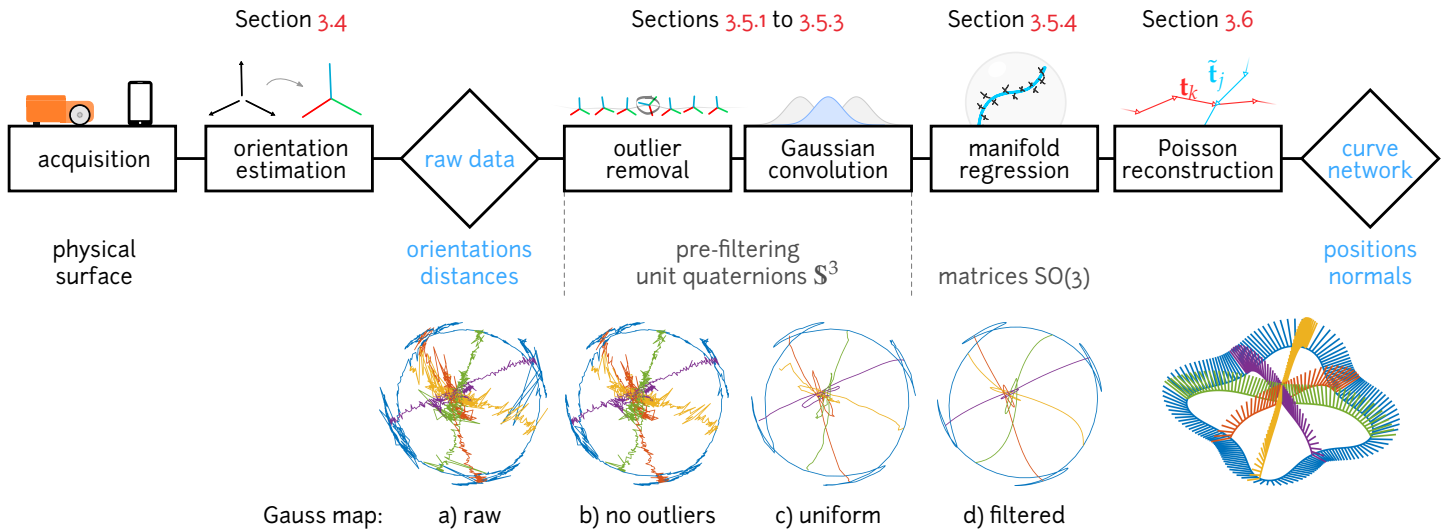 Section 3.4
Sections 3.5.1 to 3.5.3
Section 3.5.4
Section 3.6
t_k
t̃_j
acquisition
orientation
estimation
raw data
outlier
removal
Gaussian
convolution
manifold
regression
Poisson
reconstruction
curve
network
physical
surface
orientations
distances
pre-filtering
unit quaternions 𝕊³
matrices SO(3)
positions
normals
Gauss map:
a) raw
b) no outliers
c) uniform
d) filtered